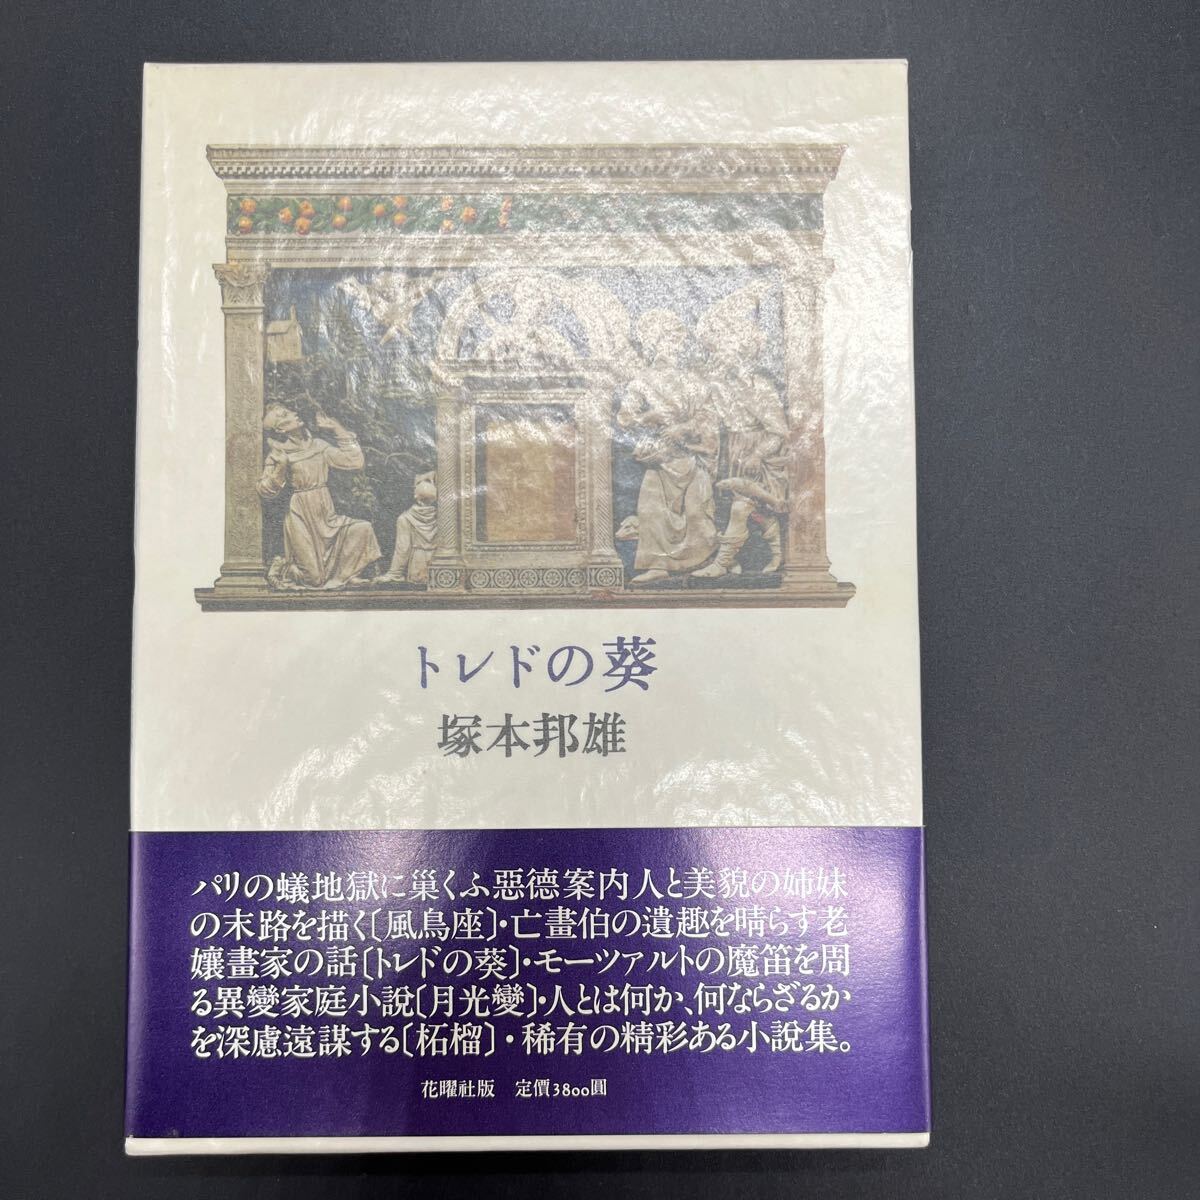 トレドの葵
塚本邦雄
パリの蟻地獄に巢くふ惡德案内人と美貌の姉妹
の末路を描く〔風鳥座〕・亡畫伯の遺趣を晴らす老
孃畫家の話〔トレドの葵〕・モーツァルトの魔笛を周
る異變家庭小說〔月光變〕・人とは何か、何ならざるか
を深慮遠謀する〔柘榴〕・稀有の精彩ある小說集。
花曜社版 定價3800圓